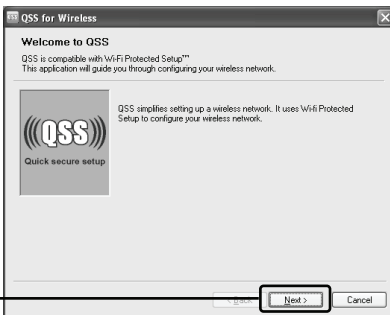 QSS for Wireless
Welcome to QSS
QSS is compatible with Wi-Fi Protected Setup™
This application will guide you through configuring your wireless network.
QSS simplifies setting up a wireless network. It uses Wi-fi Protected
Setup to configure your wireless network.
(((QSS)))
Quick secure setup
< Back
Next >
Cancel